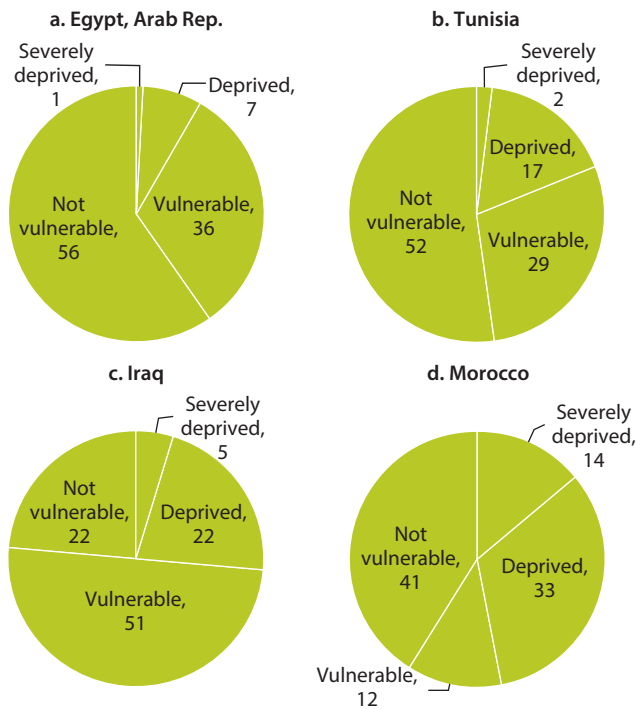 a. Egypt, Arab Rep.
Severely
deprived,
1
Deprived,
7
Vulnerable,
36
Not
vulnerable,
56
b. Tunisia
Severely
deprived,
2
Deprived,
17
Vulnerable,
29
Not
vulnerable,
52
c. Iraq
Severely
deprived,
5
Deprived,
22
Vulnerable,
51
Not
vulnerable,
22
d. Morocco
Severely
deprived,
14
Deprived,
33
Vulnerable,
12
Not
vulnerable,
41